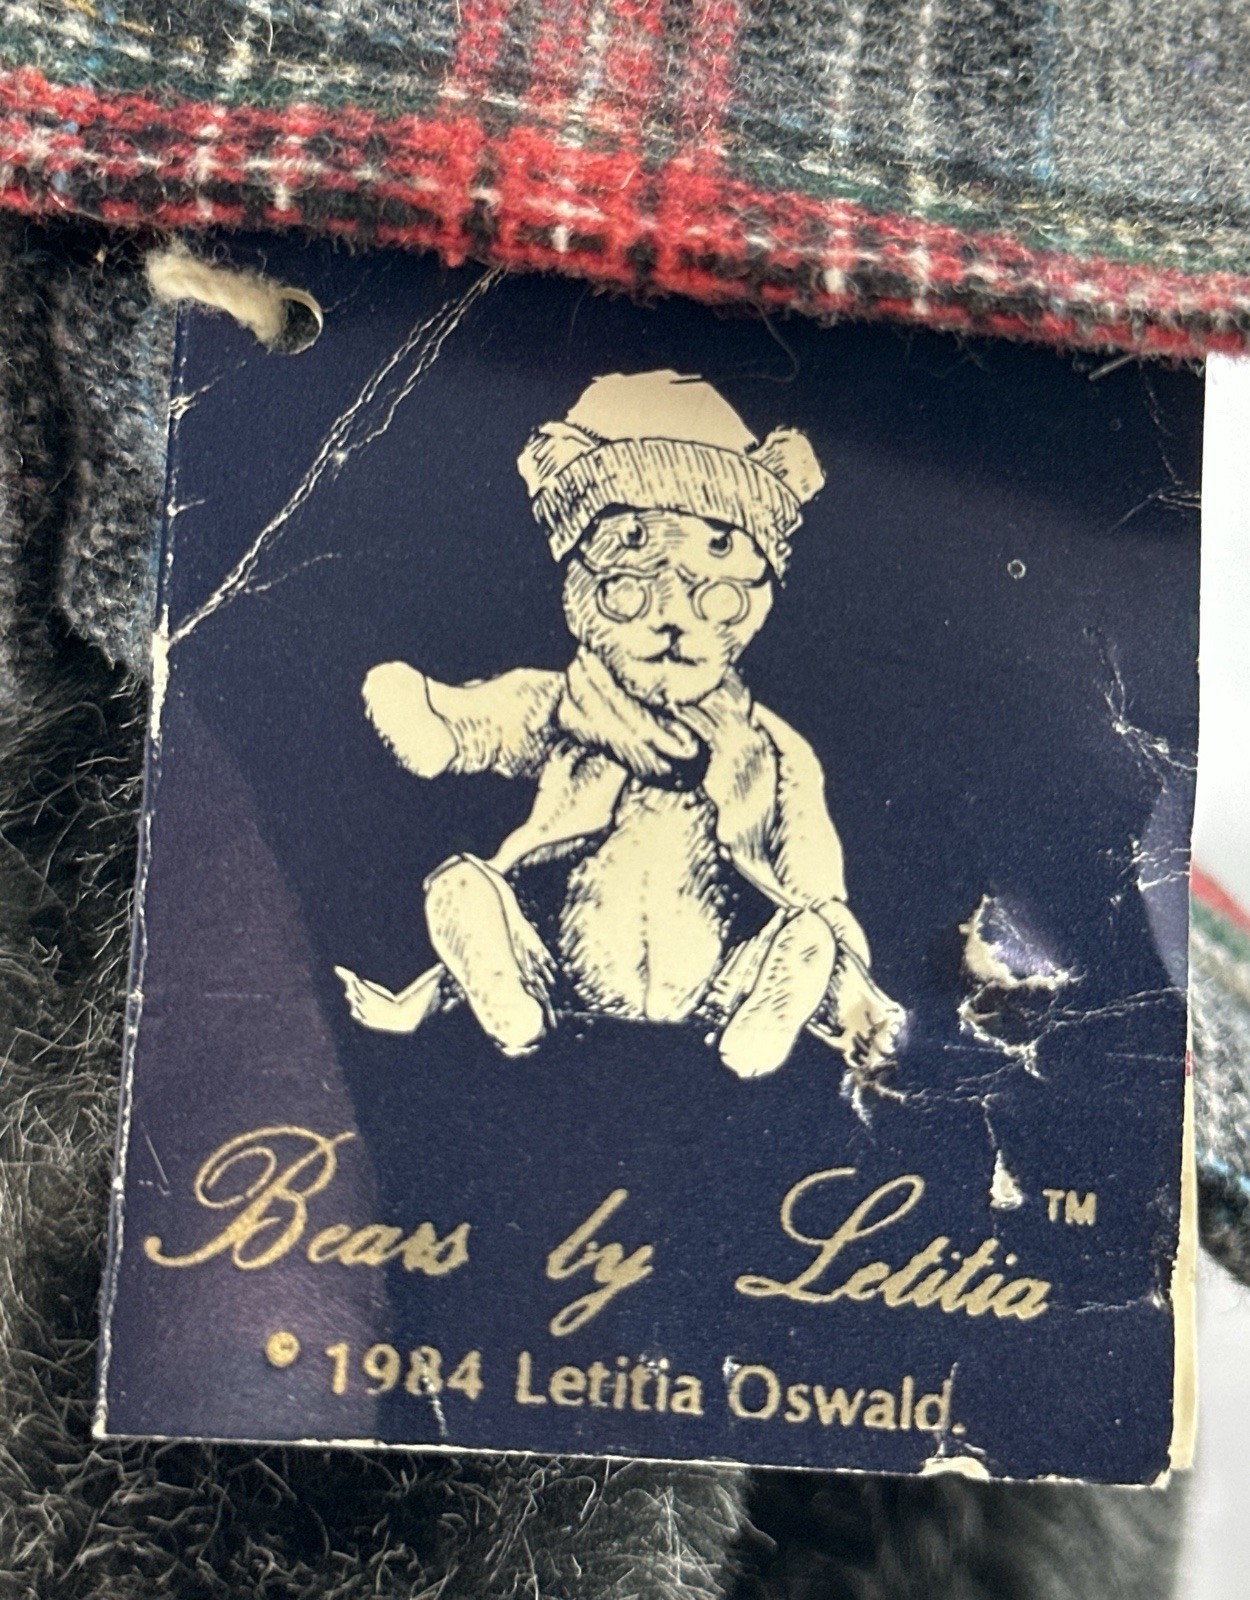 Bears by Letitia™
© 1984 Letitia Oswald.